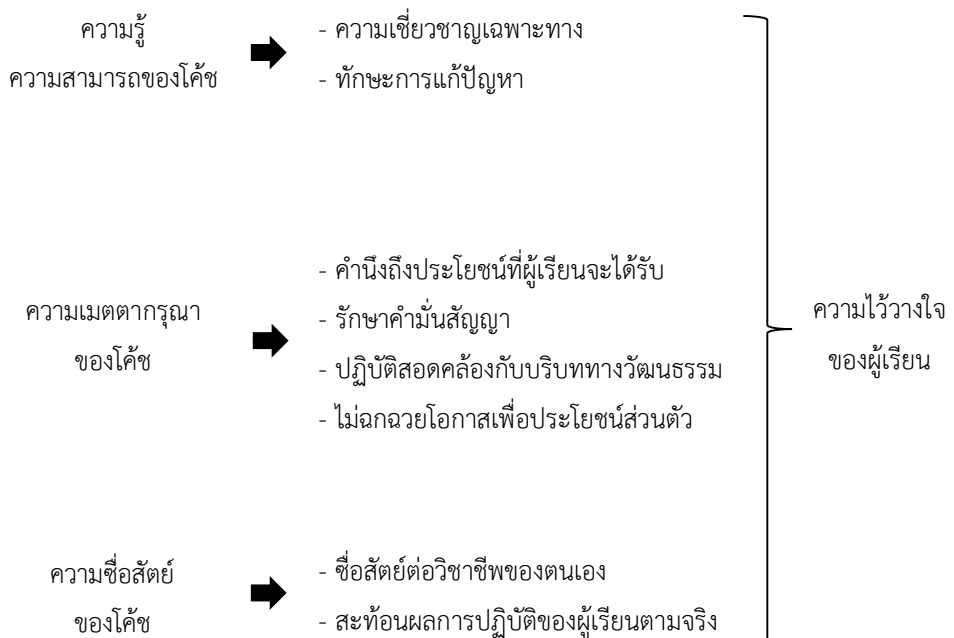 ความรู้
ความสามารถของโค้ช
- ความเชี่ยวชาญเฉพาะทาง
- ทักษะการแก้ปัญหา
ความเมตตากรุณา
ของโค้ช
- คำนึงถึงประโยชน์ที่ผู้เรียนจะได้รับ
- รักษาคำมั่นสัญญา
- ปฏิบัติสอดคล้องกับบริบททางวัฒนธรรม
- ไม่ฉกฉวยโอกาสเพื่อประโยชน์ส่วนตัว
ความซื่อสัตย์
ของโค้ช
- ซื่อสัตย์ต่อวิชาชีพของตนเอง
- สะท้อนผลการปฏิบัติของผู้เรียนตามจริง
ความไว้วางใจ
ของผู้เรียน